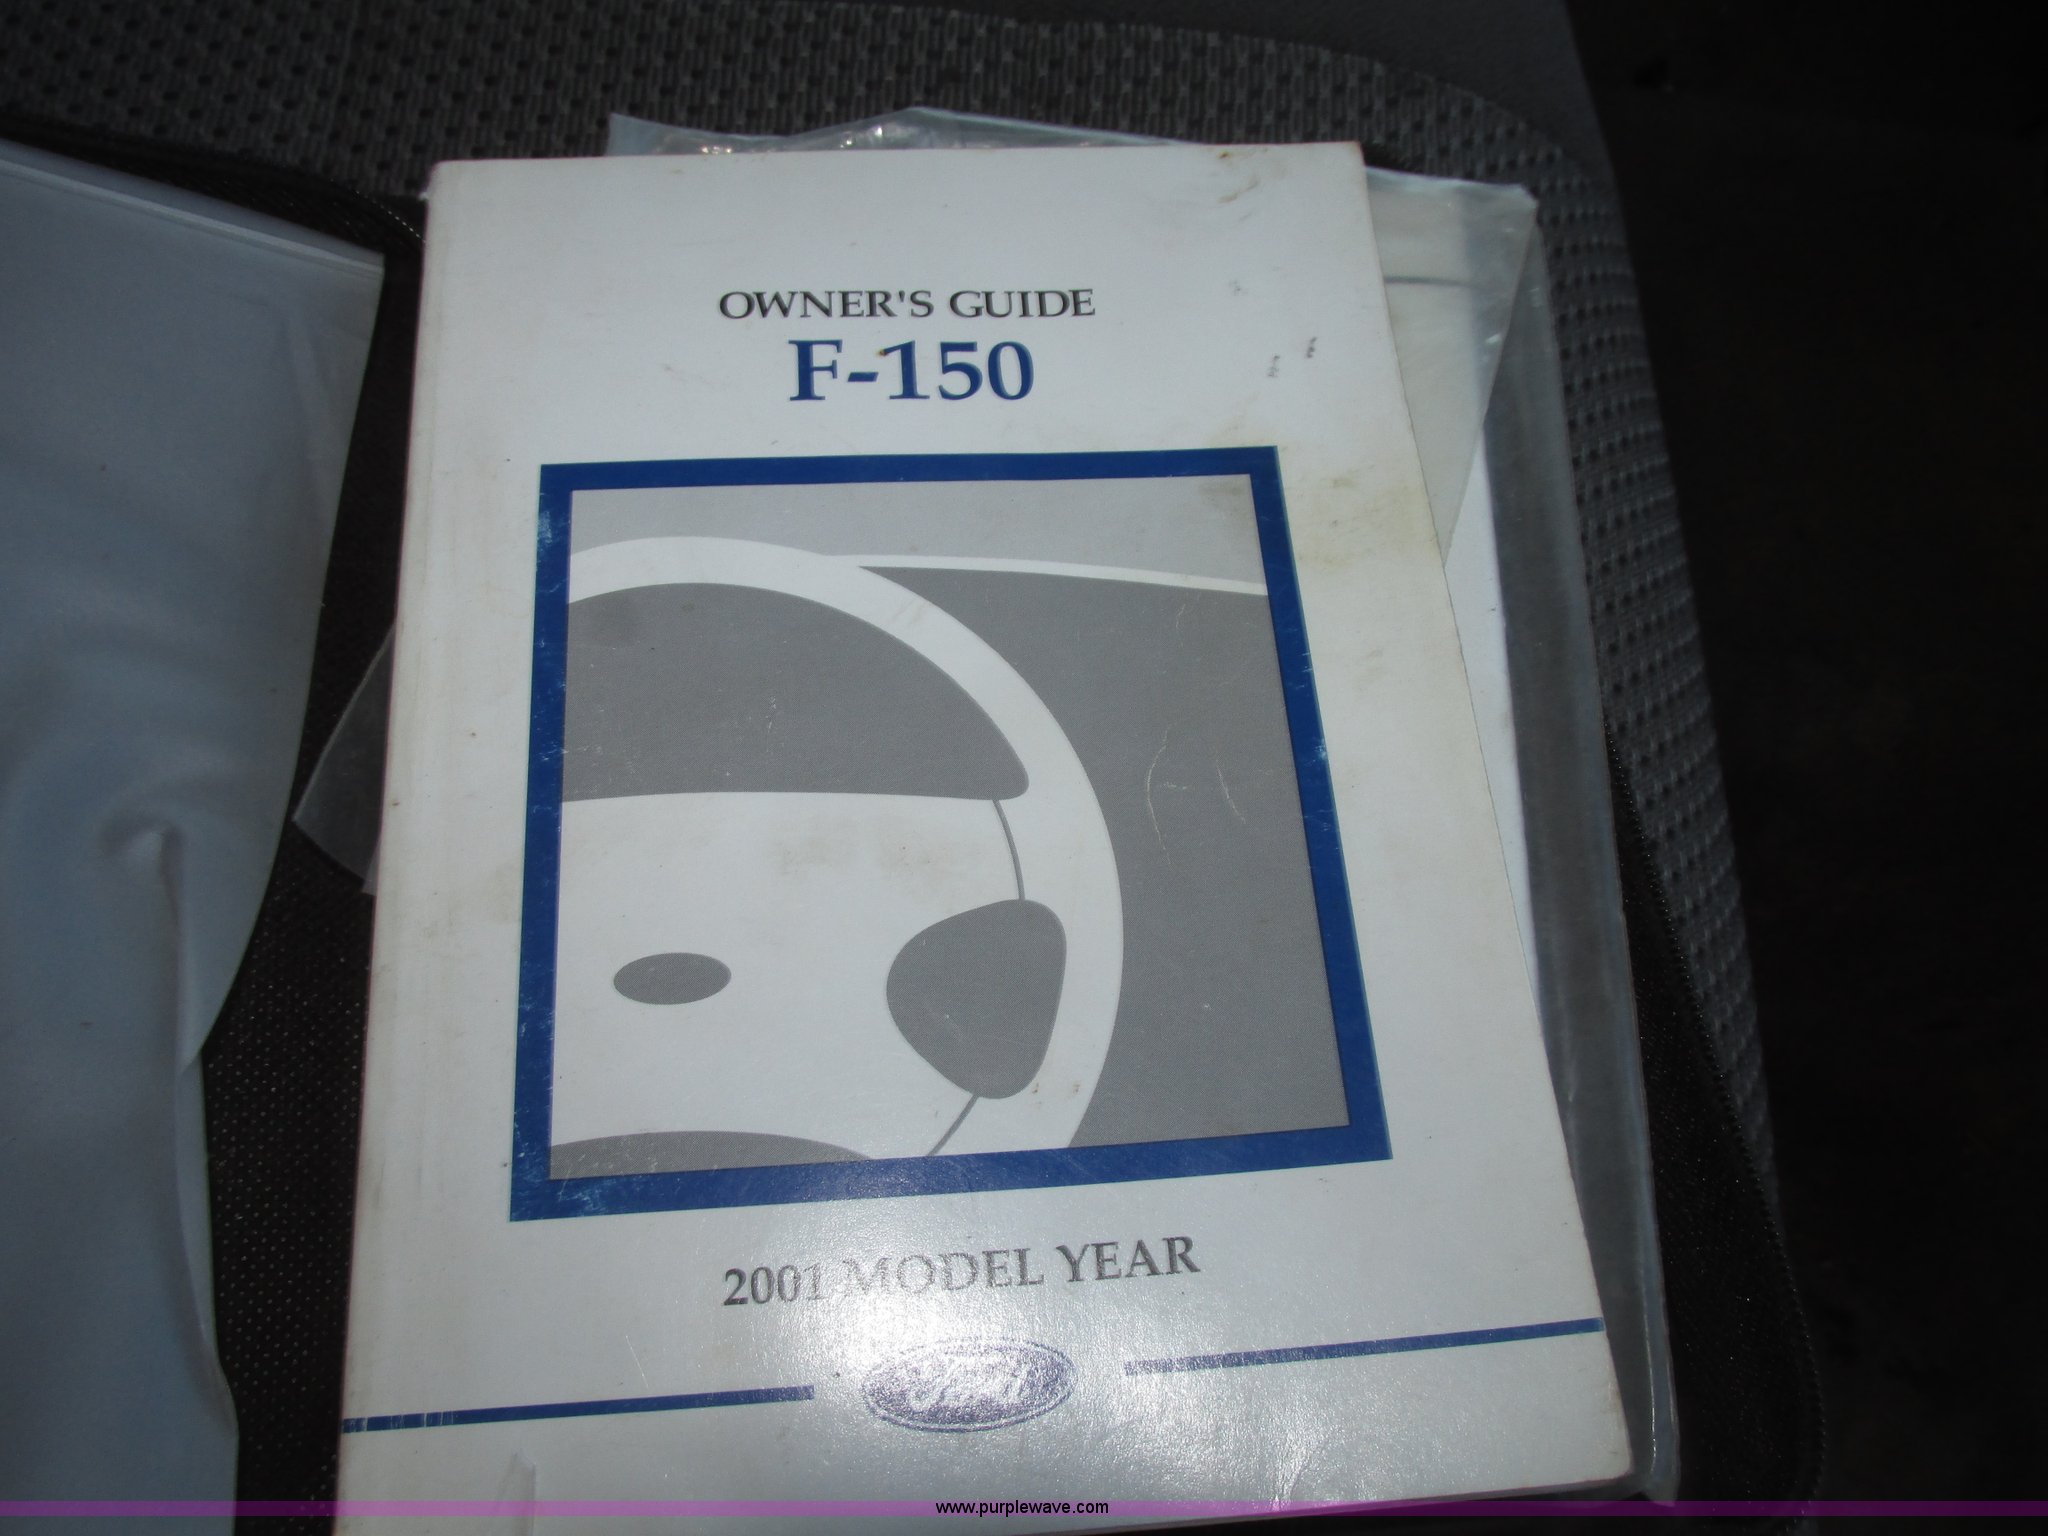 OWNER'S GUIDE
F-150
2001 MODEL YEAR
Ford
www.purplewave.com